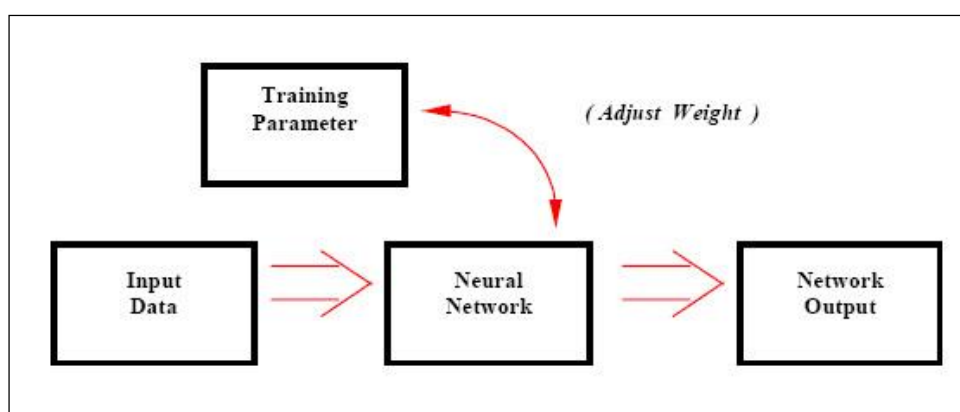 Training
Parameter
( Adjust Weight )
Input
Data
Neural
Network
Network
Output